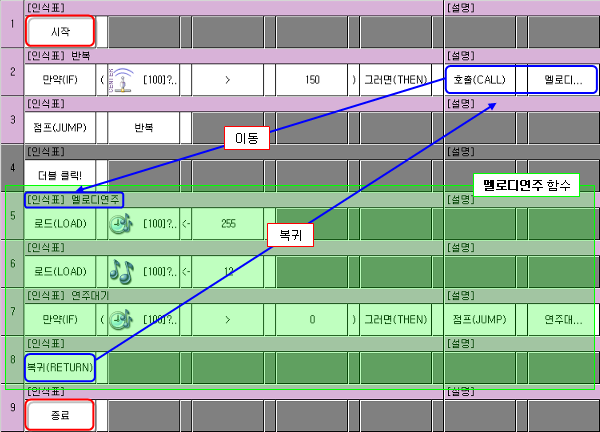 [인식표] [설명]
1 시작
[인식표] 반복 [설명]
2 만약(IF) ( [100]?,, > 150 ) 그러면(THEN) 호출(CALL) 멜로디...
[인식표] [설명]
3 점프(JUMP) 반복
이동
[인식표] [설명]
4 더블 클릭!
멜로디연주 함수
[인식표] 멜로디연주 [설명]
5 로드(LOAD) [100]?,, <- 255
복귀
[인식표] [설명]
6 로드(LOAD) [100]?,, <- 12
[인식표] 연주대기 [설명]
7 만약(IF) ( [100]?,, > 0 ) 그러면(THEN) 점프(JUMP) 연주대...
[인식표] [설명]
8 복귀(RETURN)
[인식표] [설명]
9 종료